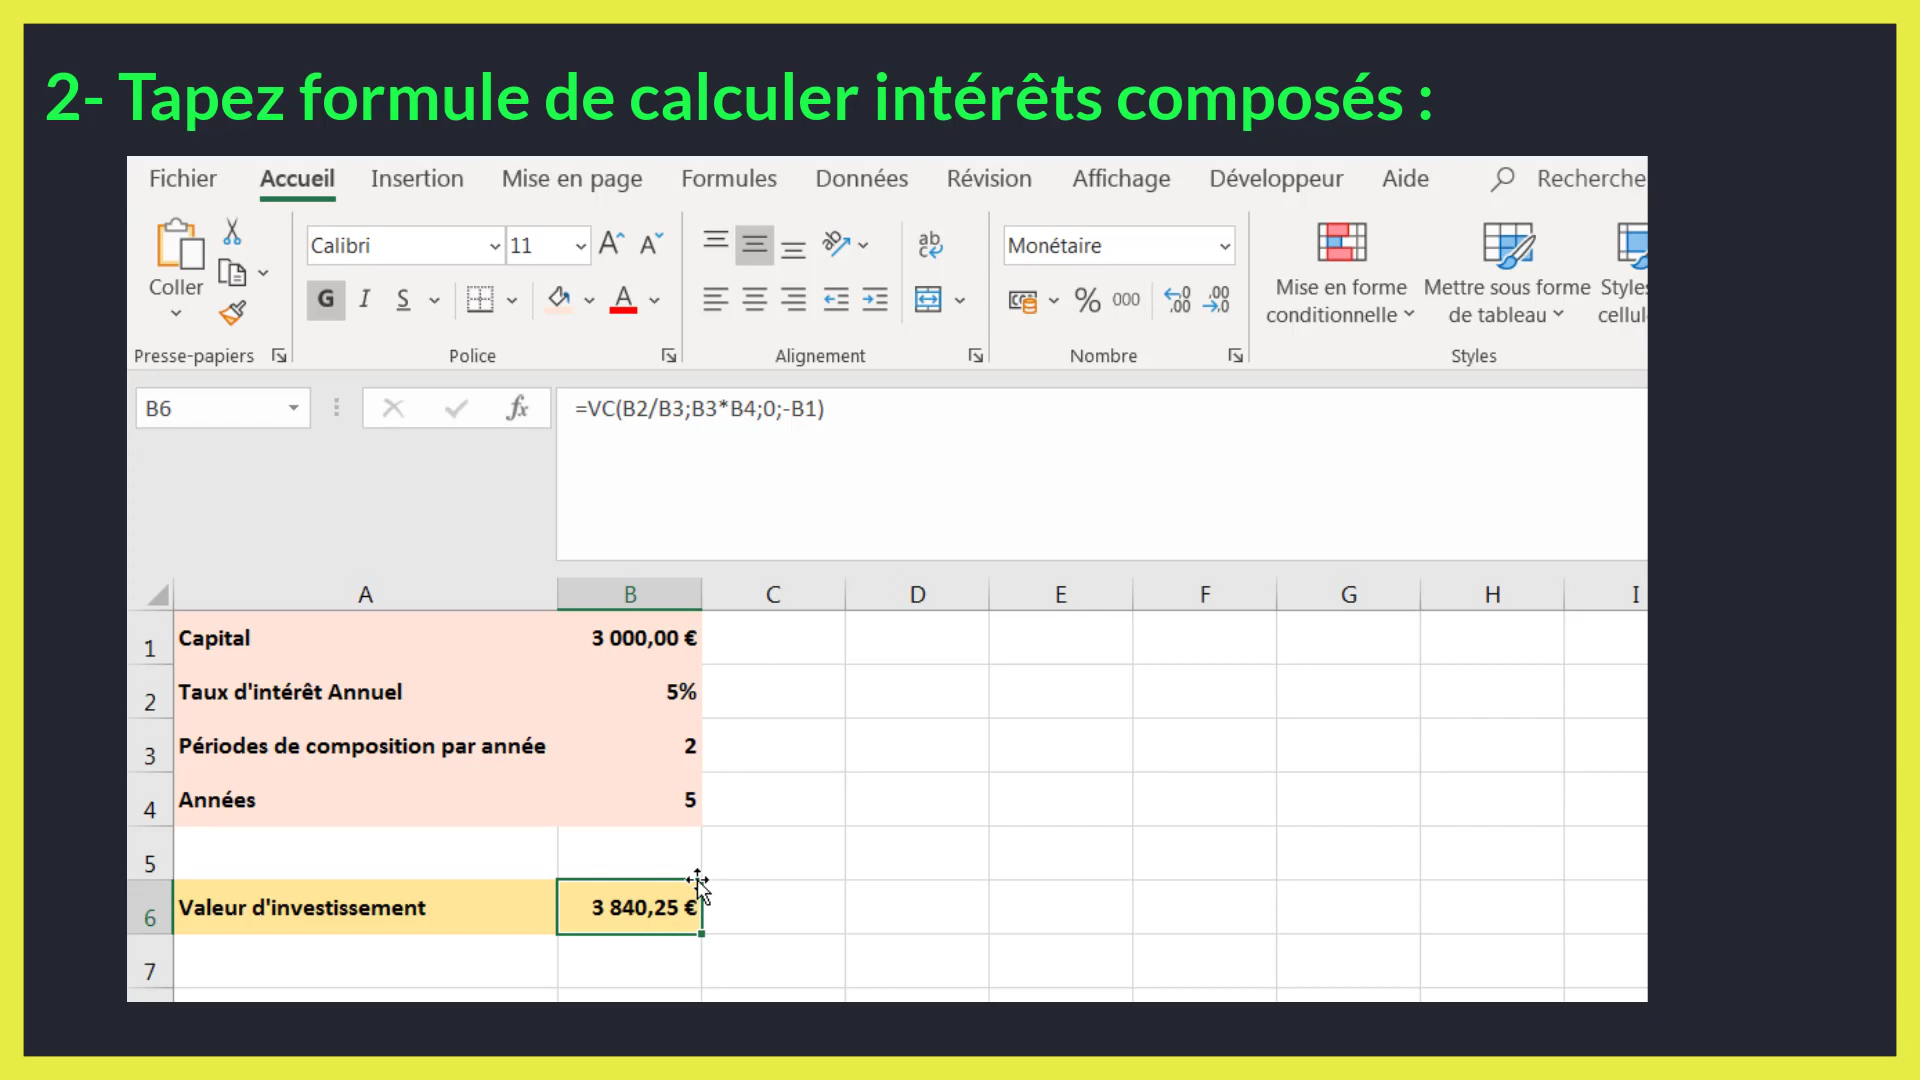 2- Tapez formule de calculer intérêts composés :
Fichier Accueil Insertion Mise en page Formules Données Révision Affichage Développeur Aide Recherche
Calibri 11 Monétaire
Coller
G I S A % 000
Mise en forme conditionnelle
Mettre sous forme de tableau
Presse-papiers Police Alignement Nombre Styles
B6 fx =VC(B2/B3;B3*B4;0;-B1)
A B C D E F G H I
1 Capital 3 000,00 €
2 Taux d'intérêt Annuel 5%
3 Périodes de composition par année 2
4 Années 5
5
6 Valeur d'investissement 3 840,25 €
7